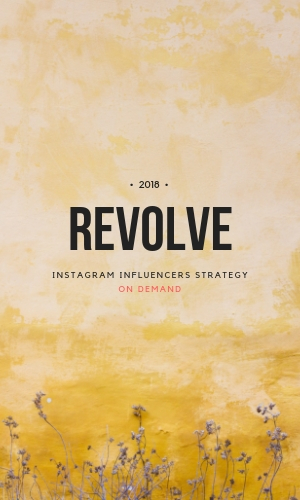 • 2018 •
REVOLVE
INSTAGRAM INFLUENCERS STRATEGY
ON DEMAND